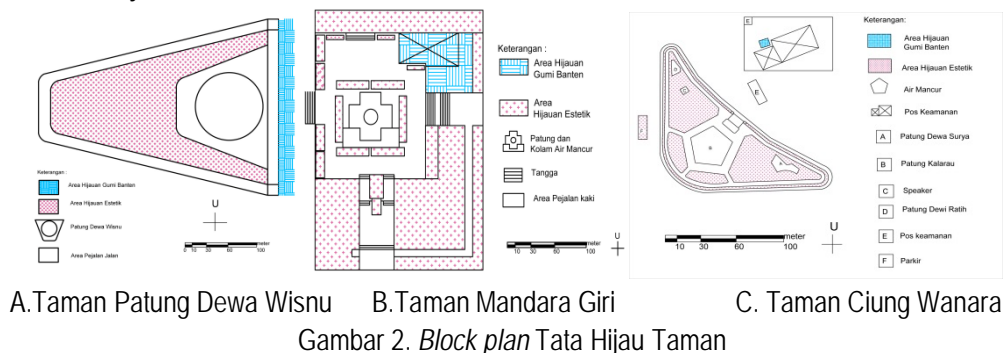 Keterangan :
Area Hijauan Gumi Banten
Area Hijauan Estetik
Patung Dewa Wisnu
Area Pejalan Jalan
U
meter
0 10 30 60 100
Keterangan :
Area Hijauan
Gumi Banten
Area
Hijauan Estetik
Patung dan
Kolam Air Mancur
Tangga
Area Pejalan kaki
meter
10 30 60 100
U
E
E
F
D
C
B
A
meter
10 30 60 100
U
Keterangan:
Area Hijauan
Gumi Banten
Area Hijauan Estetik
Air Mancur
Pos Keamanan
A Patung Dewa Surya
B Patung Kalarau
C Speaker
D Patung Dewi Ratih
E Pos keamanan
F Parkir
A.Taman Patung Dewa Wisnu B.Taman Mandara Giri C. Taman Ciung Wanara
Gambar 2. Block plan Tata Hijau Taman